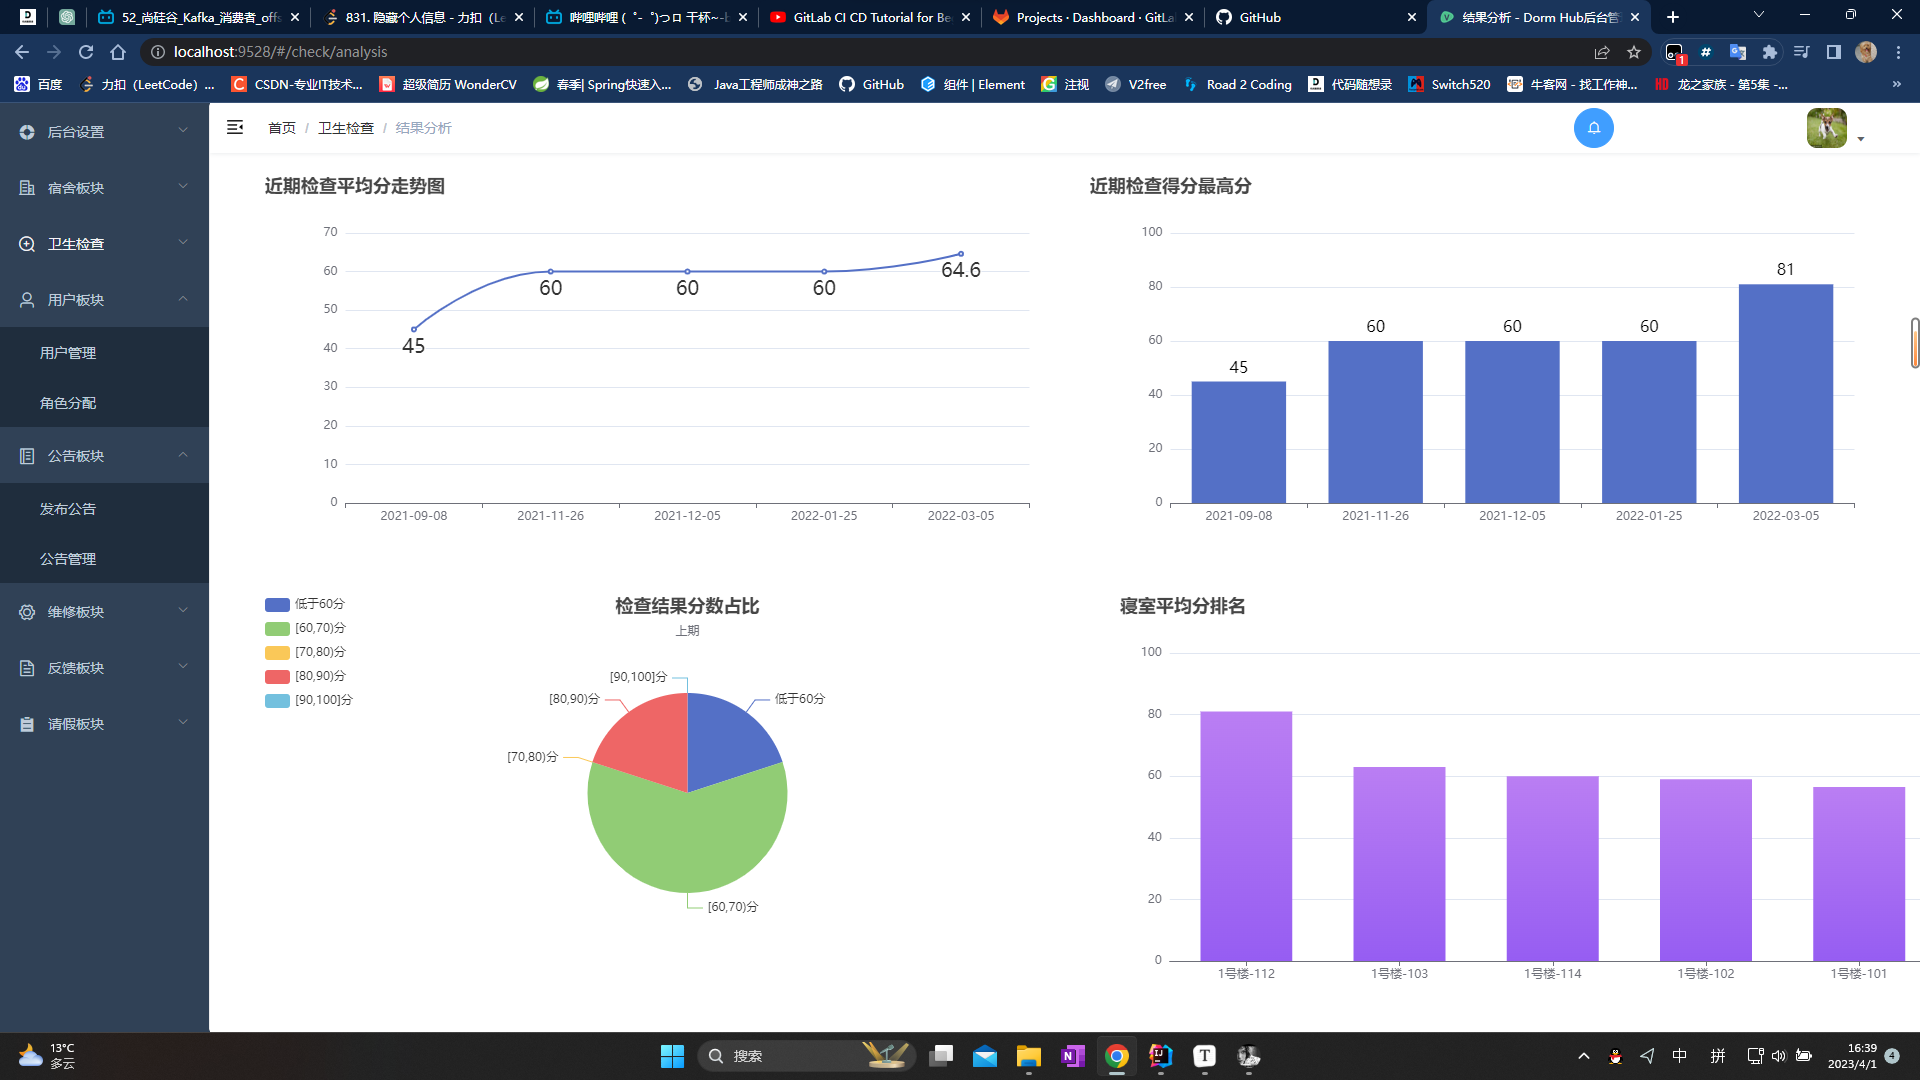 52_尚硅谷_Kafka_消费者_offs
831. 隐藏个人信息 - 力扣 (Le
哔哩哔哩 ( ゜- ゜)つロ 干杯~-b
GitLab CI CD Tutorial for Be
Projects · Dashboard · GitLa
GitHub
结果分析 - Dorm Hub后台管
localhost:9528/#/check/analysis
1
百度
力扣 (LeetCode) ...
CSDN-专业IT技术...
超级简历 WonderCV
春季| Spring快速入...
Java工程师成神之路
GitHub
组件 | Element
注视
V2free
Road 2 Coding
代码随想录
Switch520
牛客网 - 找工作神...
龙之家族 - 第5集 -...
后台设置
宿舍板块
卫生检查
用户板块
用户管理
角色分配
公告板块
发布公告
公告管理
维修板块
反馈板块
请假板块
首页 / 卫生检查 / 结果分析
近期检查平均分走势图
70
60
50
40
30
20
10
0
45
60
60
60
64.6
2021-09-08
2021-11-26
2021-12-05
2022-01-25
2022-03-05
近期检查得分最高分
100
80
60
40
20
0
45
60
60
60
81
2021-09-08
2021-11-26
2021-12-05
2022-01-25
2022-03-05
低于60分
[60,70)分
[70,80)分
[80,90)分
[90,100]分
检查结果分数占比
上期
[90,100]分
[80,90)分
低于60分
[70,80)分
[60,70)分
寝室平均分排名
100
80
60
40
20
0
1号楼-112
1号楼-103
1号楼-114
1号楼-102
1号楼-101
13°C
多云
搜索
中
拼
16:39
2023/4/1
4